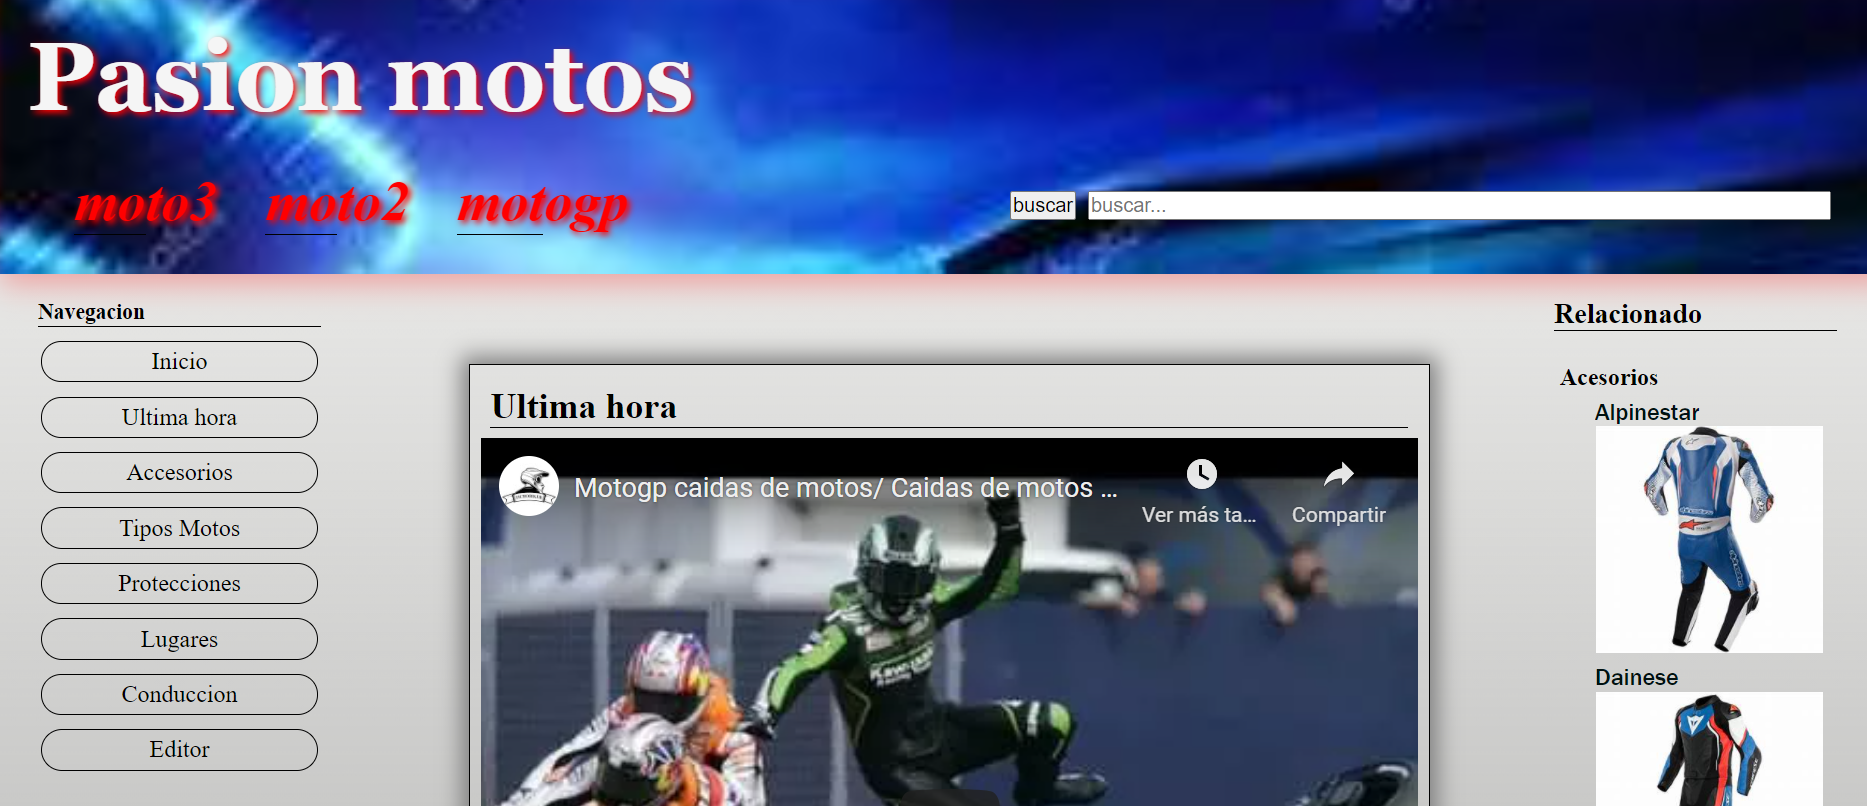 Pasion motos
moto3 moto2 motogp
buscar buscar...
Navegacion
Inicio
Ultima hora
Accesorios
Tipos Motos
Protecciones
Lugares
Conduccion
Editor
Ultima hora
Motogp caidas de motos/ Caidas de motos ...
Ver más ta...
Compartir
Relacionado
Acesorios
Alpinestar
Dainese